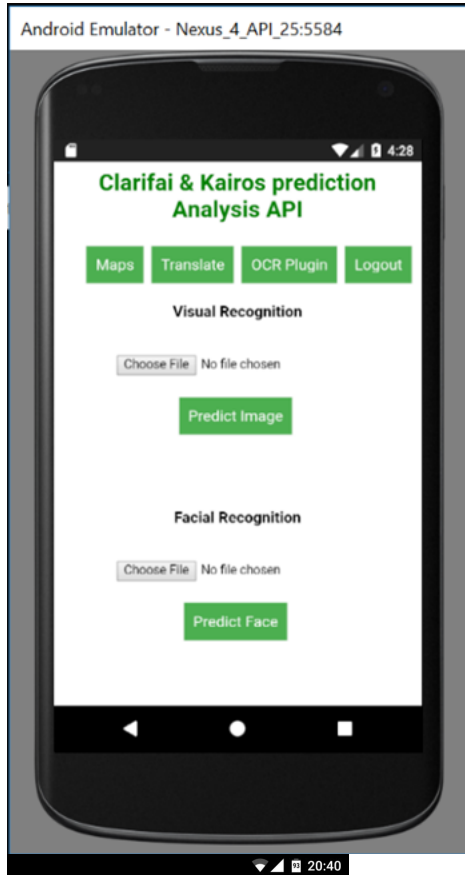 Android Emulator - Nexus_4_API_25:5584
4:28
Clarifai & Kairos prediction
Analysis API
Maps Translate OCR Plugin Logout
Visual Recognition
Choose File No file chosen
Predict Image
Facial Recognition
Choose File No file chosen
Predict Face
93 20:40